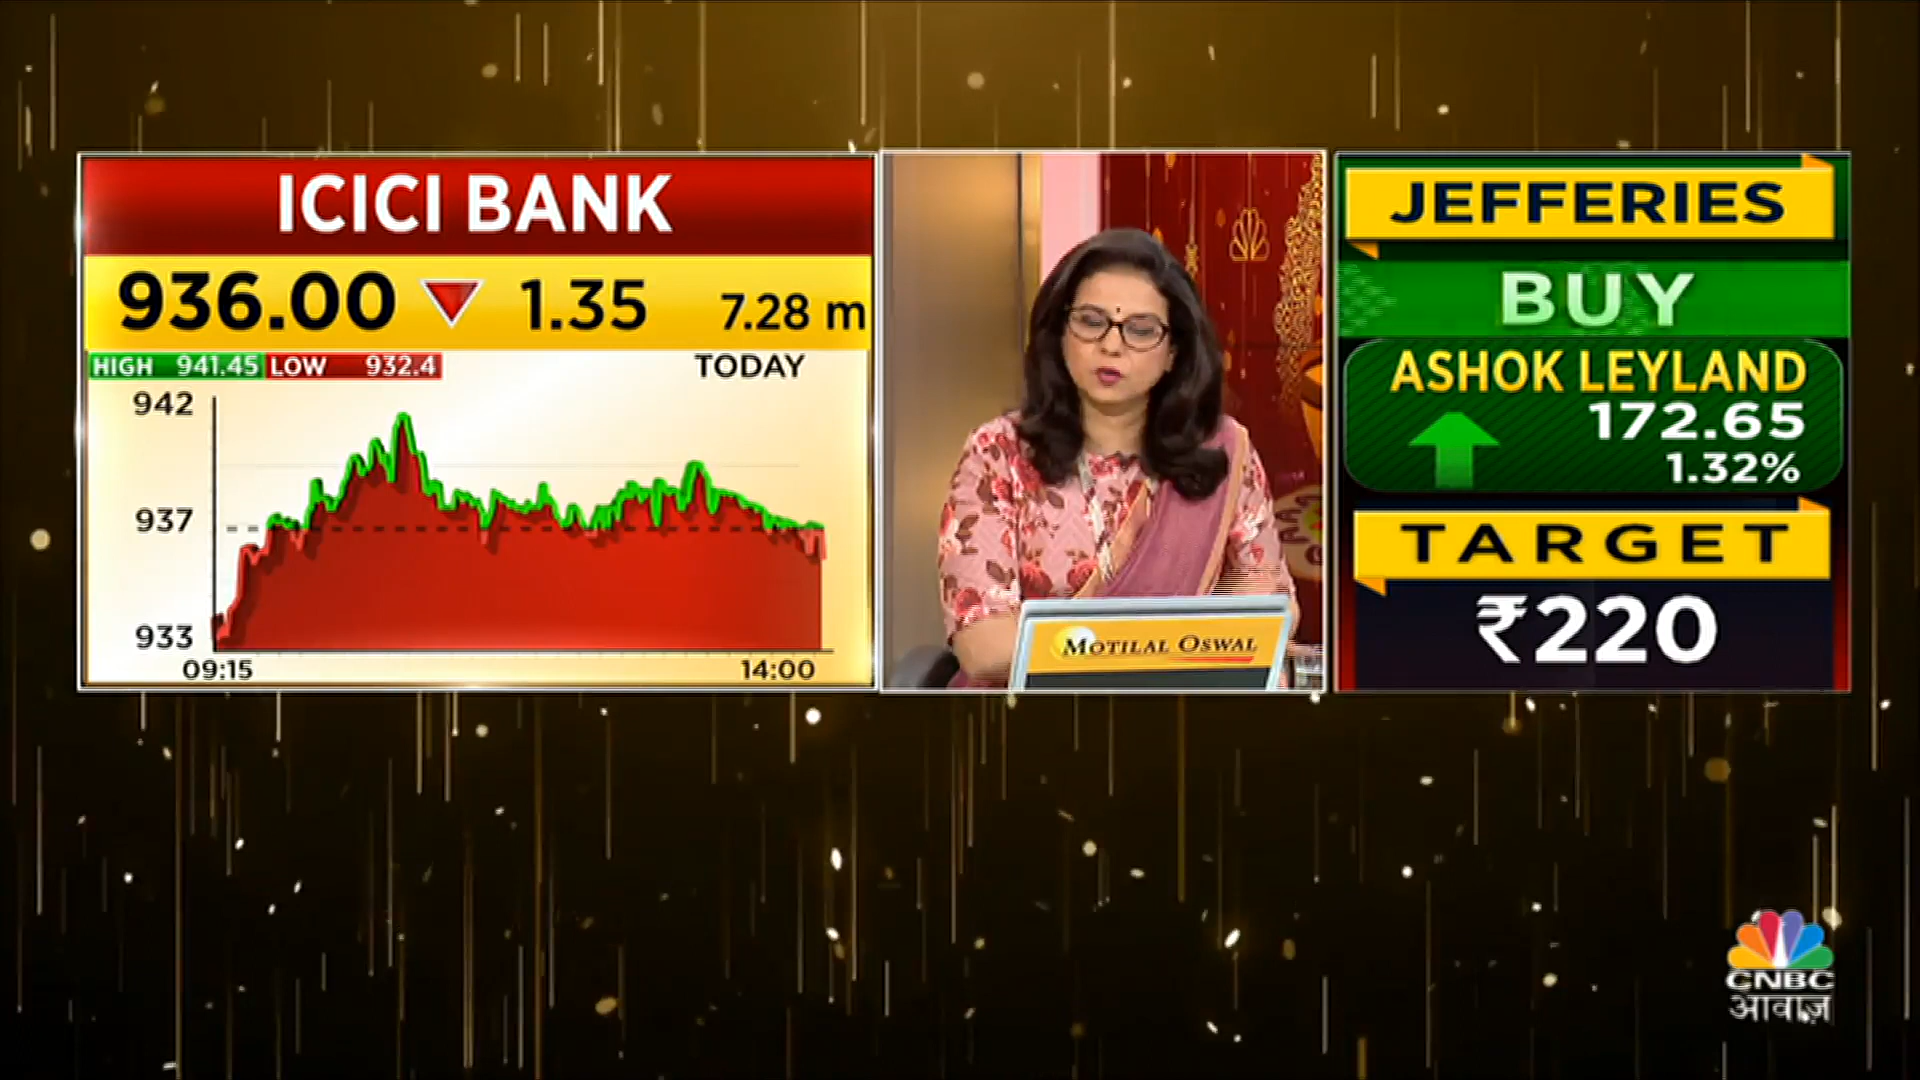 ICICI BANK
936.00 1.35 7.28 m
HIGH 941.45 LOW 932.4 TODAY
942
937
933
09:15 14:00
MOTILAL OSWAL
JEFFERIES
BUY
ASHOK LEYLAND
172.65
1.32%
TARGET
₹220
CNBC
आवाज़